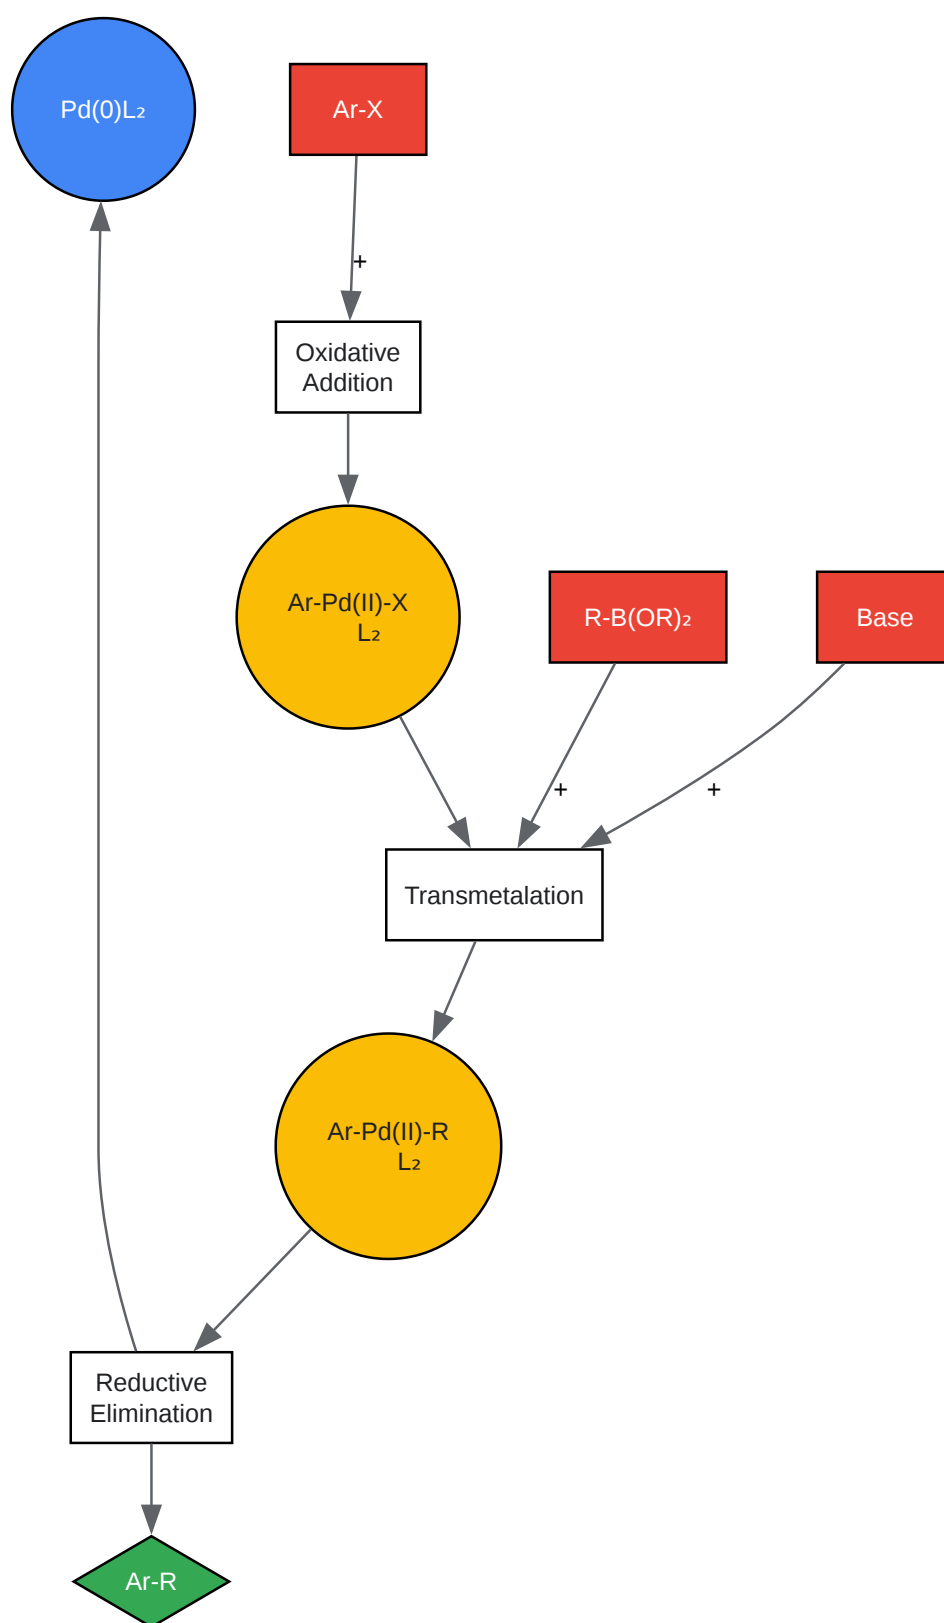 Pd(0)L₂
Ar-X
+
Oxidative
Addition
Ar-Pd(II)-X
L₂
R-B(OR)₂
Base
+
+
Transmetalation
Ar-Pd(II)-R
L₂
Reductive
Elimination
Ar-R